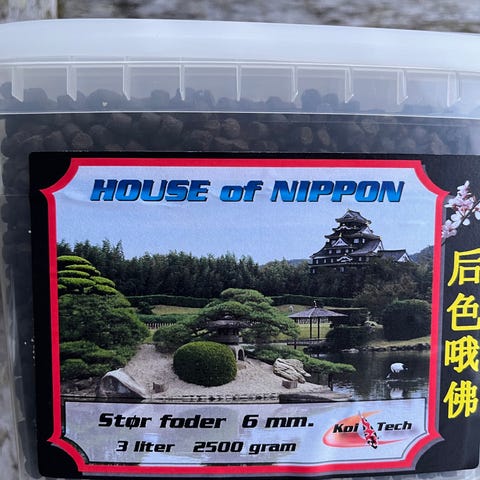 HOUSE of NIPPON
Stør foder 6 mm.
3 liter 2500 gram
Koi Tech
后色哦佛